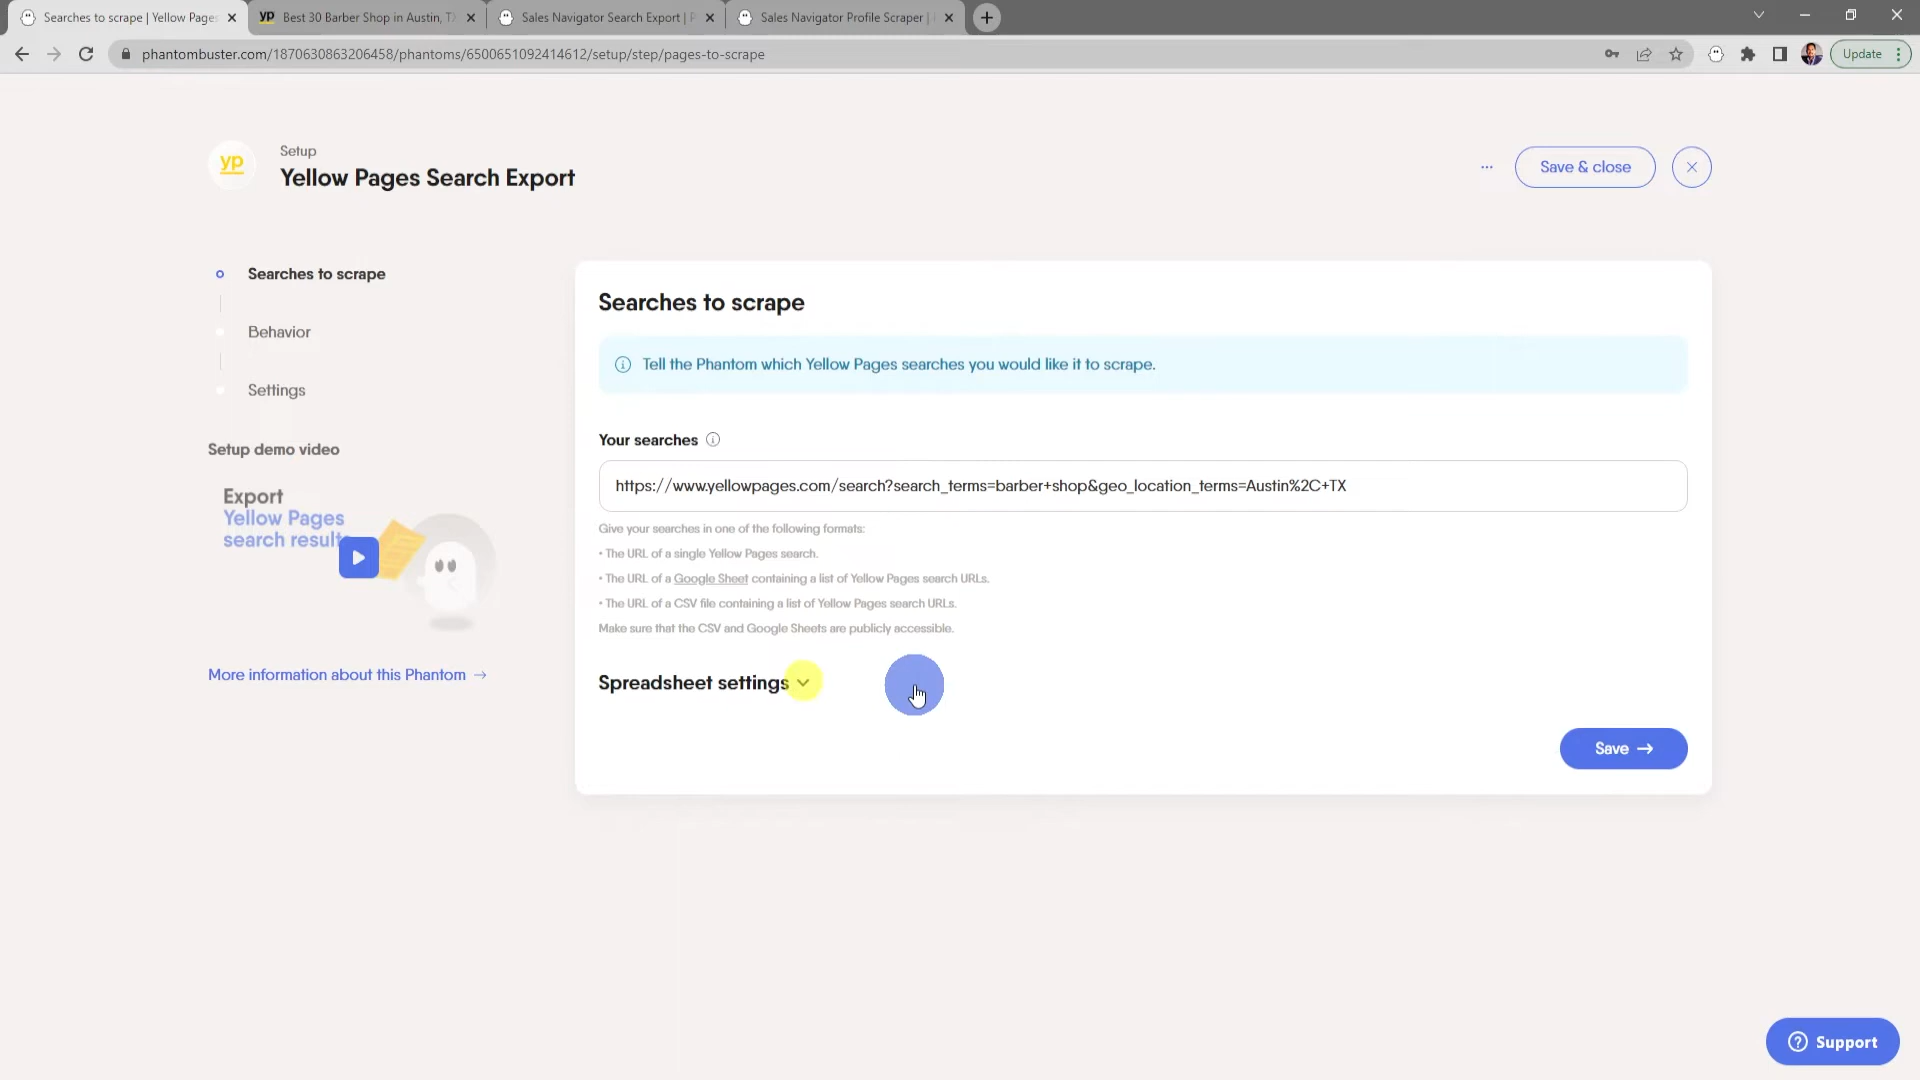 Searches to scrape | Yellow Pages
yp Best 30 Barber Shop in Austin, TX
Sales Navigator Search Export | P
Sales Navigator Profile Scraper |
phantombuster.com/1870630863206458/phantoms/6500651092414612/setup/step/pages-to-scrape
Update
yp
Setup
Yellow Pages Search Export
Save & close
Searches to scrape
Behavior
Settings
Setup demo video
Export
Yellow Pages
search results
More information about this Phantom →
Searches to scrape
Tell the Phantom which Yellow Pages searches you would like it to scrape.
Your searches
https://www.yellowpages.com/search?search_terms=barber+shop&geo_location_terms=Austin%2C+TX
Give your searches in one of the following formats:
• The URL of a single Yellow Pages search.
• The URL of a Google Sheet containing a list of Yellow Pages search URLs.
• The URL of a CSV file containing a list of Yellow Pages search URLs.
Make sure that the CSV and Google Sheets are publicly accessible.
Spreadsheet settings
Save →
Support